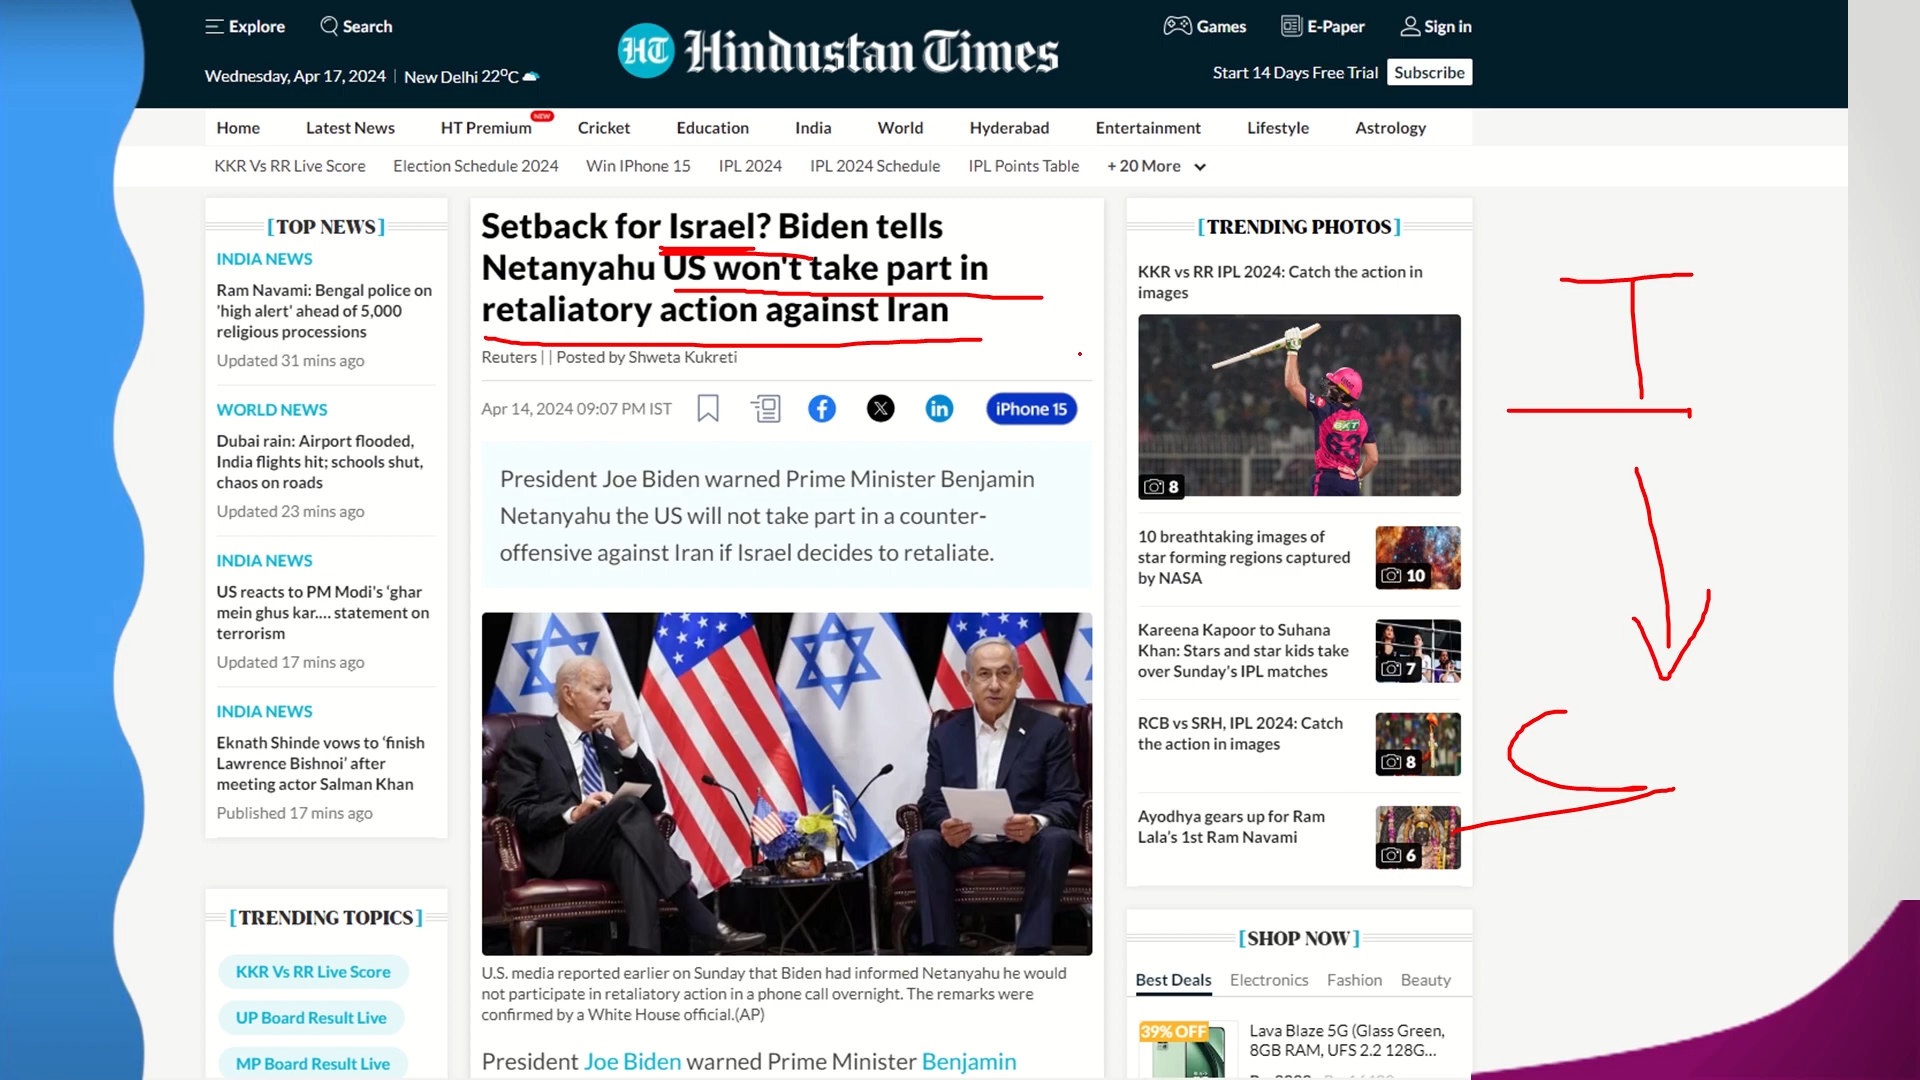 Explore
Search
HT Hindustan Times
Games
E-Paper
Sign in
Wednesday, Apr 17, 2024
New Delhi 22°C
Start 14 Days Free Trial
Subscribe
Home
Latest News
HT Premium
NEW
Cricket
Education
India
World
Hyderabad
Entertainment
Lifestyle
Astrology
KKR Vs RR Live Score
Election Schedule 2024
Win IPhone 15
IPL 2024
IPL 2024 Schedule
IPL Points Table
+ 20 More
[TOP NEWS]
INDIA NEWS
Ram Navami: Bengal police on
'high alert' ahead of 5,000
religious processions
Updated 31 mins ago
WORLD NEWS
Dubai rain: Airport flooded,
India flights hit; schools shut,
chaos on roads
Updated 23 mins ago
INDIA NEWS
US reacts to PM Modi's ‘ghar
mein ghus kar.... statement on
terrorism
Updated 17 mins ago
INDIA NEWS
Eknath Shinde vows to ‘finish
Lawrence Bishnoi’ after
meeting actor Salman Khan
Published 17 mins ago
[TRENDING TOPICS]
KKR Vs RR Live Score
UP Board Result Live
MP Board Result Live
Setback for Israel? Biden tells
Netanyahu US won't take part in
retaliatory action against Iran
Reuters | | Posted by Shweta Kukreti
Apr 14, 2024 09:07 PM IST
iPhone 15
President Joe Biden warned Prime Minister Benjamin
Netanyahu the US will not take part in a counter-
offensive against Iran if Israel decides to retaliate.
U.S. media reported earlier on Sunday that Biden had informed Netanyahu he would
not participate in retaliatory action in a phone call overnight. The remarks were
confirmed by a White House official.(AP)
President Joe Biden warned Prime Minister Benjamin
[TRENDING PHOTOS]
KKR vs RR IPL 2024: Catch the action in
images
63
8
10 breathtaking images of
star forming regions captured
by NASA
10
Kareena Kapoor to Suhana
Khan: Stars and star kids take
over Sunday's IPL matches
7
RCB vs SRH, IPL 2024: Catch
the action in images
8
Ayodhya gears up for Ram
Lala’s 1st Ram Navami
6
[SHOP NOW]
Best Deals
Electronics
Fashion
Beauty
39% OFF
Lava Blaze 5G (Glass Green,
8GB RAM, UFS 2.2 128G...
I